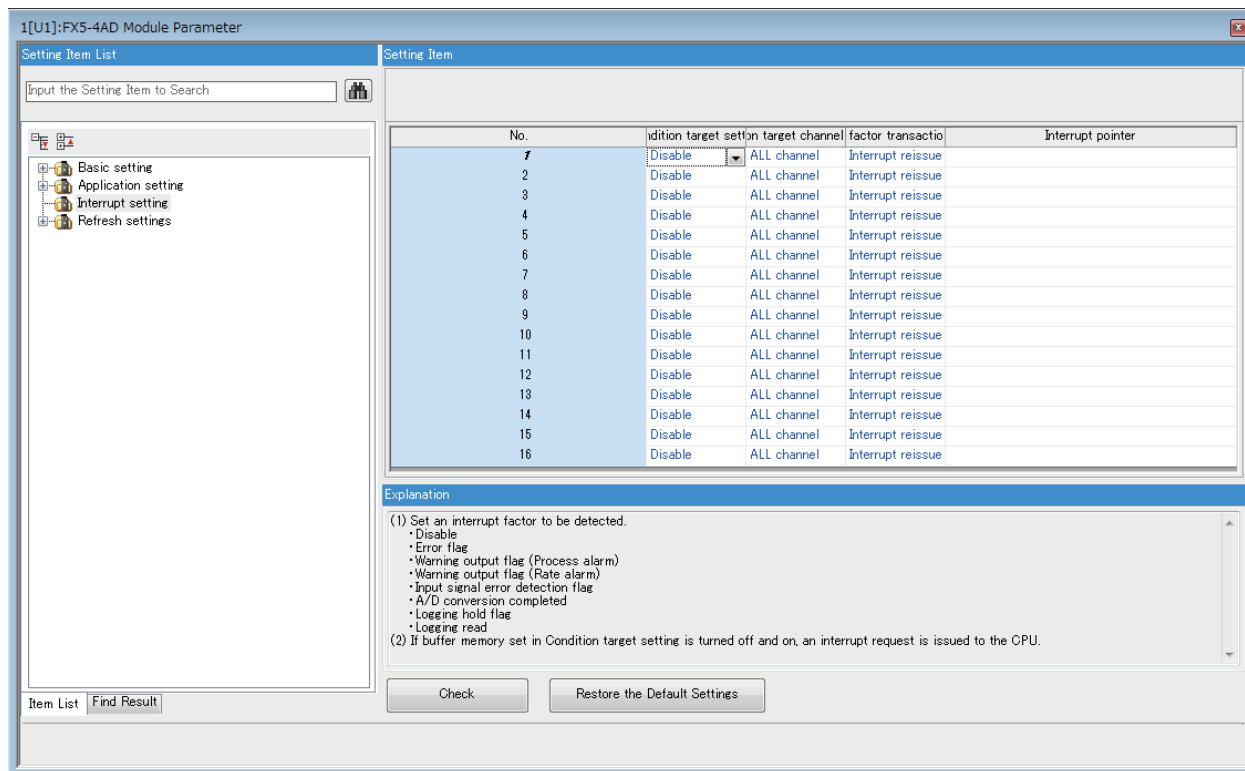 1[U1]:FX5-4AD Module Parameter
Setting Item List
Input the Setting Item to Search
Basic setting
Application setting
Interrupt setting
Refresh settings
Item List Find Result
Setting Item
No. ndition target sett on target channel factor transactio Interrupt pointer
1 Disable ALL channel Interrupt reissue
2 Disable ALL channel Interrupt reissue
3 Disable ALL channel Interrupt reissue
4 Disable ALL channel Interrupt reissue
5 Disable ALL channel Interrupt reissue
6 Disable ALL channel Interrupt reissue
7 Disable ALL channel Interrupt reissue
8 Disable ALL channel Interrupt reissue
9 Disable ALL channel Interrupt reissue
10 Disable ALL channel Interrupt reissue
11 Disable ALL channel Interrupt reissue
12 Disable ALL channel Interrupt reissue
13 Disable ALL channel Interrupt reissue
14 Disable ALL channel Interrupt reissue
15 Disable ALL channel Interrupt reissue
16 Disable ALL channel Interrupt reissue
Explanation
(1) Set an interrupt factor to be detected.
・Disable
・Error flag
・Warning output flag (Process alarm)
・Warning output flag (Rate alarm)
・Input signal error detection flag
・A/D conversion completed
・Logging hold flag
・Logging read
(2) If buffer memory set in Condition target setting is turned off and on, an interrupt request is issued to the CPU.
Check Restore the Default Settings